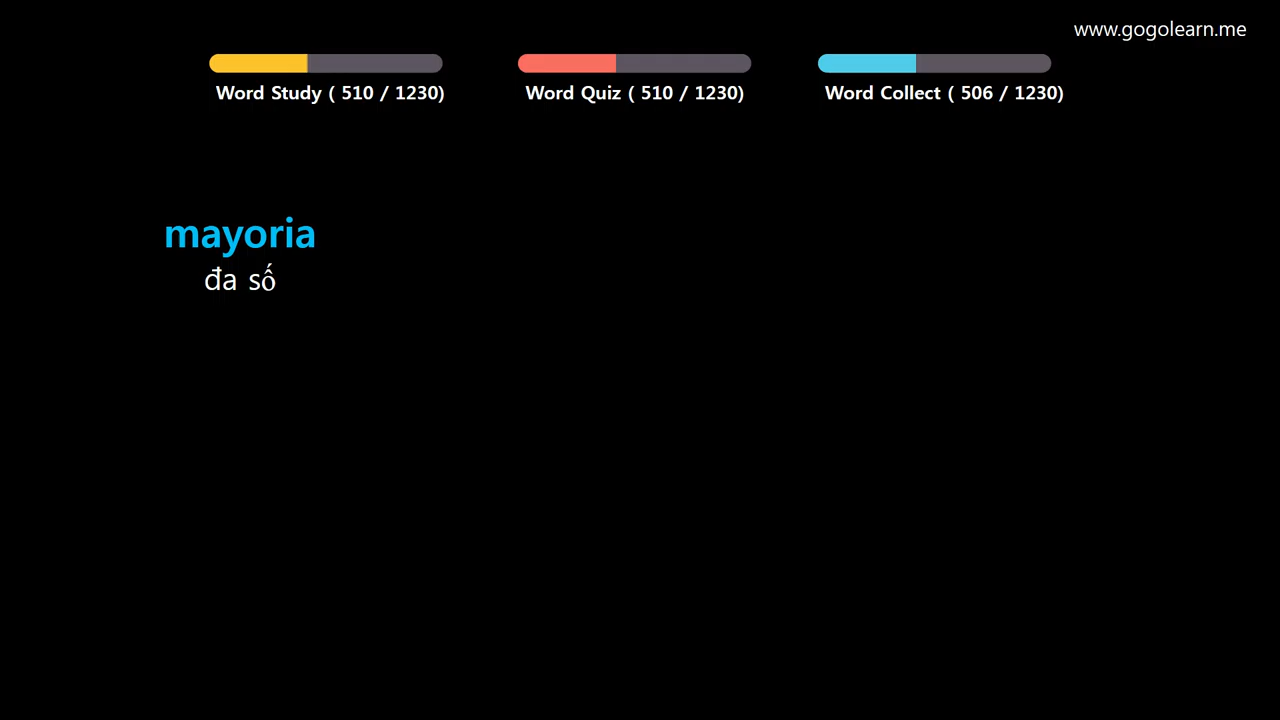 www.gogolearn.me
Word Study ( 510 / 1230)
Word Quiz ( 510 / 1230)
Word Collect ( 506 / 1230)
mayoria
đa số